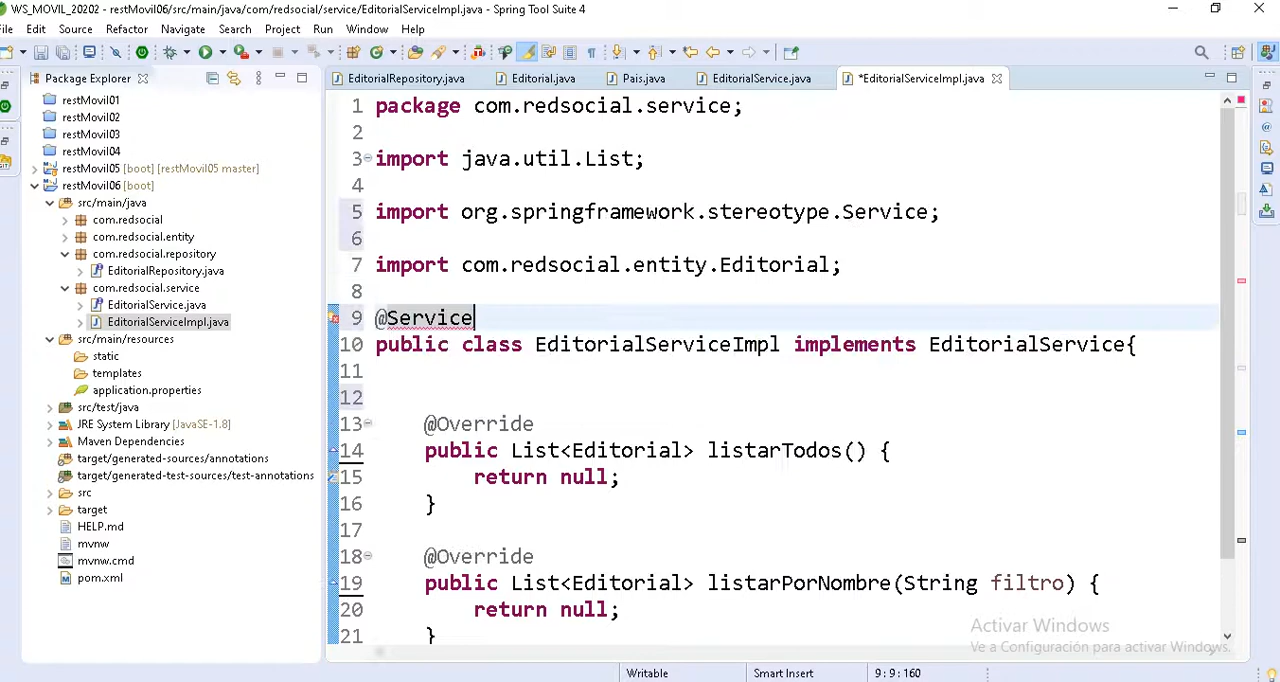 WS_MOVIL_20202 - restMovil06/src/main/java/com/redsocial/service/EditorialServiceImpl.java - Spring Tool Suite 4
File Edit Source Refactor Navigate Search Project Run Window Help
Package Explorer
EditorialRepository.java Editorial.java Pais.java EditorialService.java *EditorialServiceImpl.java
restMovil01
restMovil02
restMovil03
restMovil04
restMovil05 [boot] [restMovil05 master]
restMovil06 [boot]
src/main/java
com.redsocial
com.redsocial.entity
com.redsocial.repository
EditorialRepository.java
com.redsocial.service
EditorialService.java
EditorialServiceImpl.java
src/main/resources
static
templates
application.properties
src/test/java
JRE System Library [JavaSE-1.8]
Maven Dependencies
target/generated-sources/annotations
target/generated-test-sources/test-annotations
src
target
HELP.md
mvnw
mvnw.cmd
pom.xml
1 package com.redsocial.service;
2
3 import java.util.List;
4
5 import org.springframework.stereotype.Service;
6
7 import com.redsocial.entity.Editorial;
8
9 @Service
10 public class EditorialServiceImpl implements EditorialService{
11
12
13 @Override
14 public List<Editorial> listarTodos() {
15 return null;
16 }
17
18 @Override
19 public List<Editorial> listarPorNombre(String filtro) {
20 return null;
21 }
Activar Windows
Ve a Configuración para activar Windows.
Writable Smart Insert 9:9:160